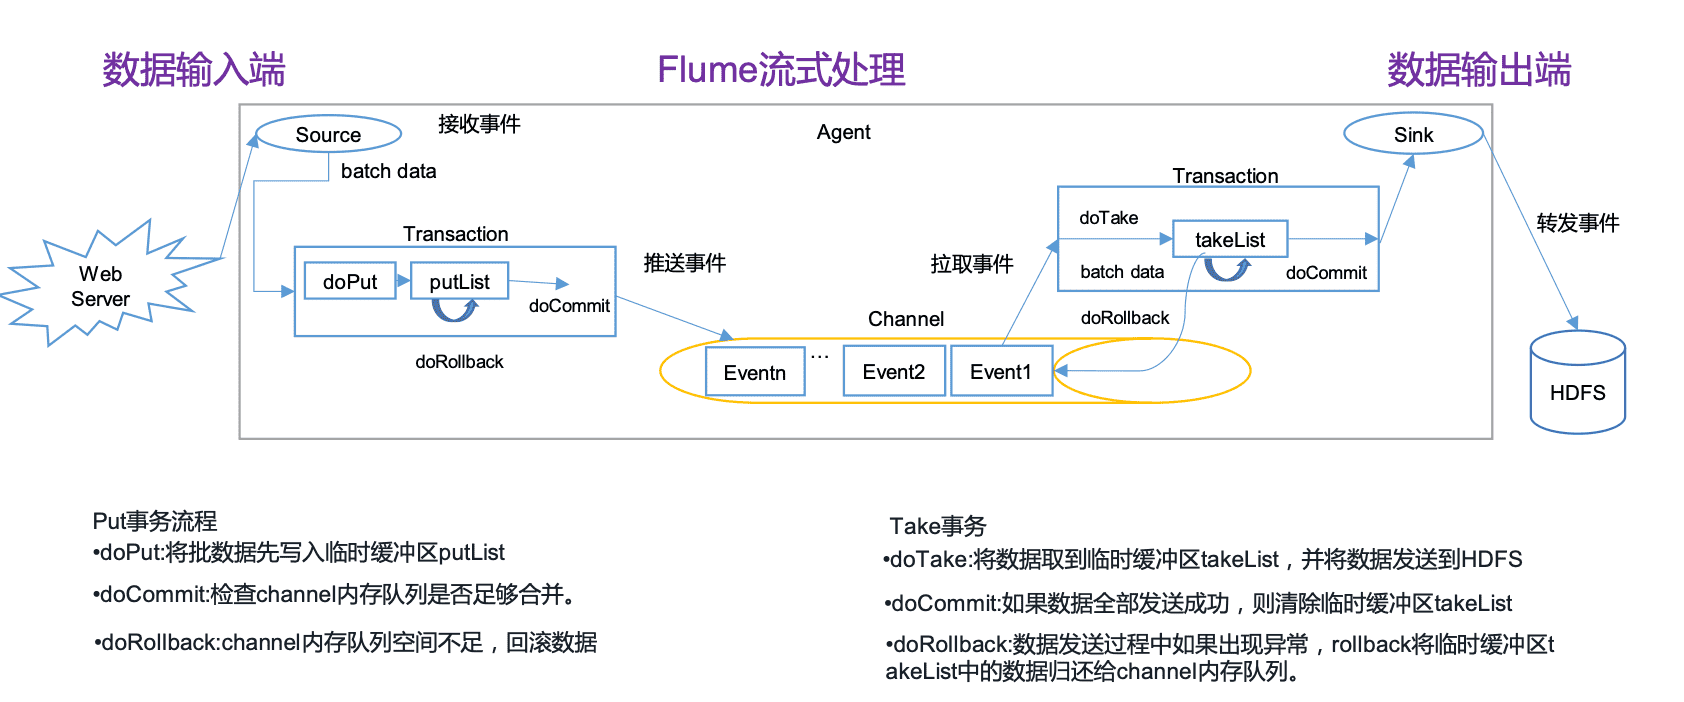 数据输入端
Flume流式处理
数据输出端
Source
接收事件
Agent
Sink
batch data
Transaction
doTake
takeList
batch data
doCommit
转发事件
Web
Server
Transaction
doPut
putList
doCommit
doRollback
推送事件
拉取事件
doRollback
Channel
Eventn
...
Event2
Event1
HDFS
Put事务流程
•doPut:将批数据先写入临时缓冲区putList
•doCommit:检查channel内存队列是否足够合并。
•doRollback:channel内存队列空间不足，回滚数据
Take事务
•doTake:将数据取到临时缓冲区takeList，并将数据发送到HDFS
•doCommit:如果数据全部发送成功，则清除临时缓冲区takeList
•doRollback:数据发送过程中如果出现异常，rollback将临时缓冲区t
akeList中的数据归还给channel内存队列。